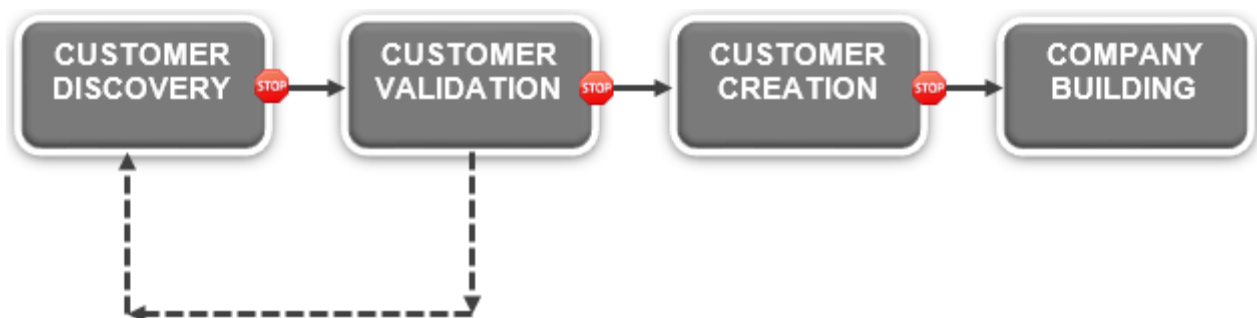 CUSTOMER
DISCOVERY
STOP
CUSTOMER
VALIDATION
STOP
CUSTOMER
CREATION
STOP
COMPANY
BUILDING